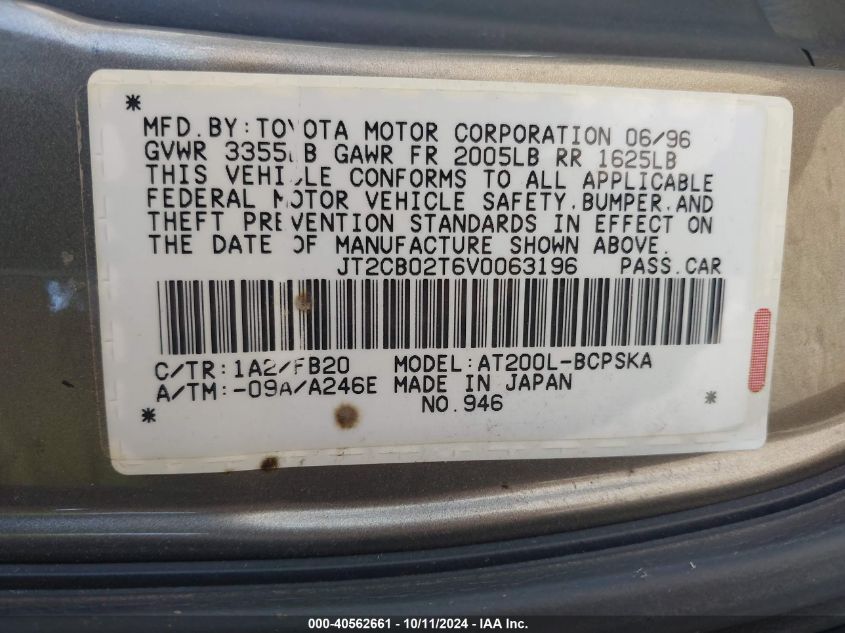 *
MFD.BY:TOYOTA MOTOR CORPORATION 06/96
GVWR 3355LB GAWR FR 2005LB RR 1625LB
THIS VEHICLE CONFORMS TO ALL APPLICABLE
FEDERAL MOTOR VEHICLE SAFETY,BUMPER,AND
THEFT PREVENTION STANDARDS IN EFFECT ON
THE DATE OF MANUFACTURE SHOWN ABOVE.
JT2CB02T6V0063196 PASS.CAR
C/TR:1A2/FB20 MODEL:AT200L-BCPSKA
A/TM:-09A/A246E MADE IN JAPAN
* NO.946 *
000-40562661 - 10/11/2024 - IAA Inc.